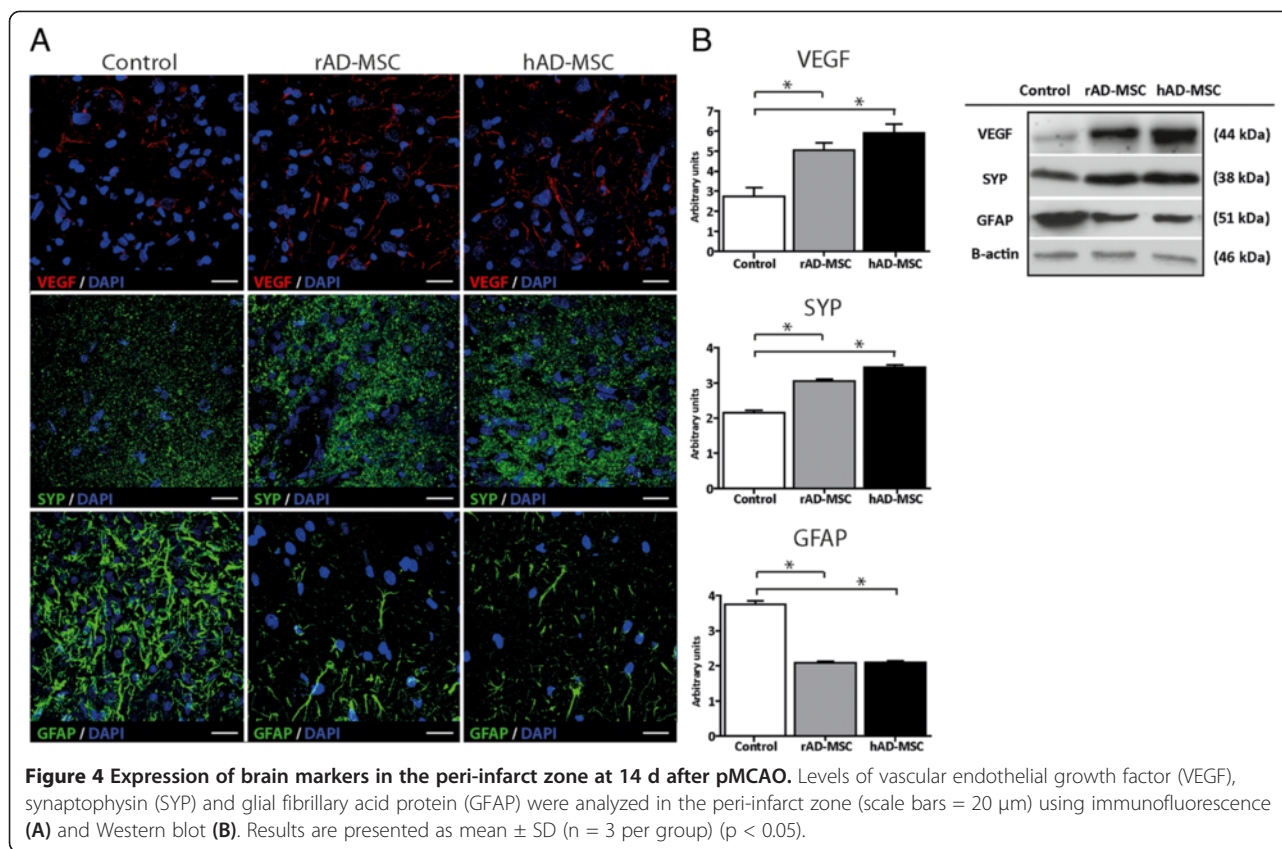 A
Control rAD-MSC hAD-MSC
VEGF / DAPI VEGF / DAPI VEGF / DAPI
SYP / DAPI SYP / DAPI SYP / DAPI
GFAP / DAPI GFAP / DAPI GFAP / DAPI
B
VEGF
*
*
Arbitrary units
7
6
5
4
3
2
1
0
Control rAD-MSC hAD-MSC
SYP
*
*
Arbitrary units
4
3
2
1
0
Control rAD-MSC hAD-MSC
GFAP
*
*
Arbitrary units
4
3
2
1
0
Control rAD-MSC hAD-MSC
Control rAD-MSC hAD-MSC
VEGF (44 kDa)
SYP (38 kDa)
GFAP (51 kDa)
B-actin (46 kDa)
Figure 4 Expression of brain markers in the peri-infarct zone at 14 d after pMCAO. Levels of vascular endothelial growth factor (VEGF),
synaptophysin (SYP) and glial fibrillary acid protein (GFAP) were analyzed in the peri-infarct zone (scale bars = 20 μm) using immunofluorescence
(A) and Western blot (B). Results are presented as mean ± SD (n = 3 per group) (p < 0.05).